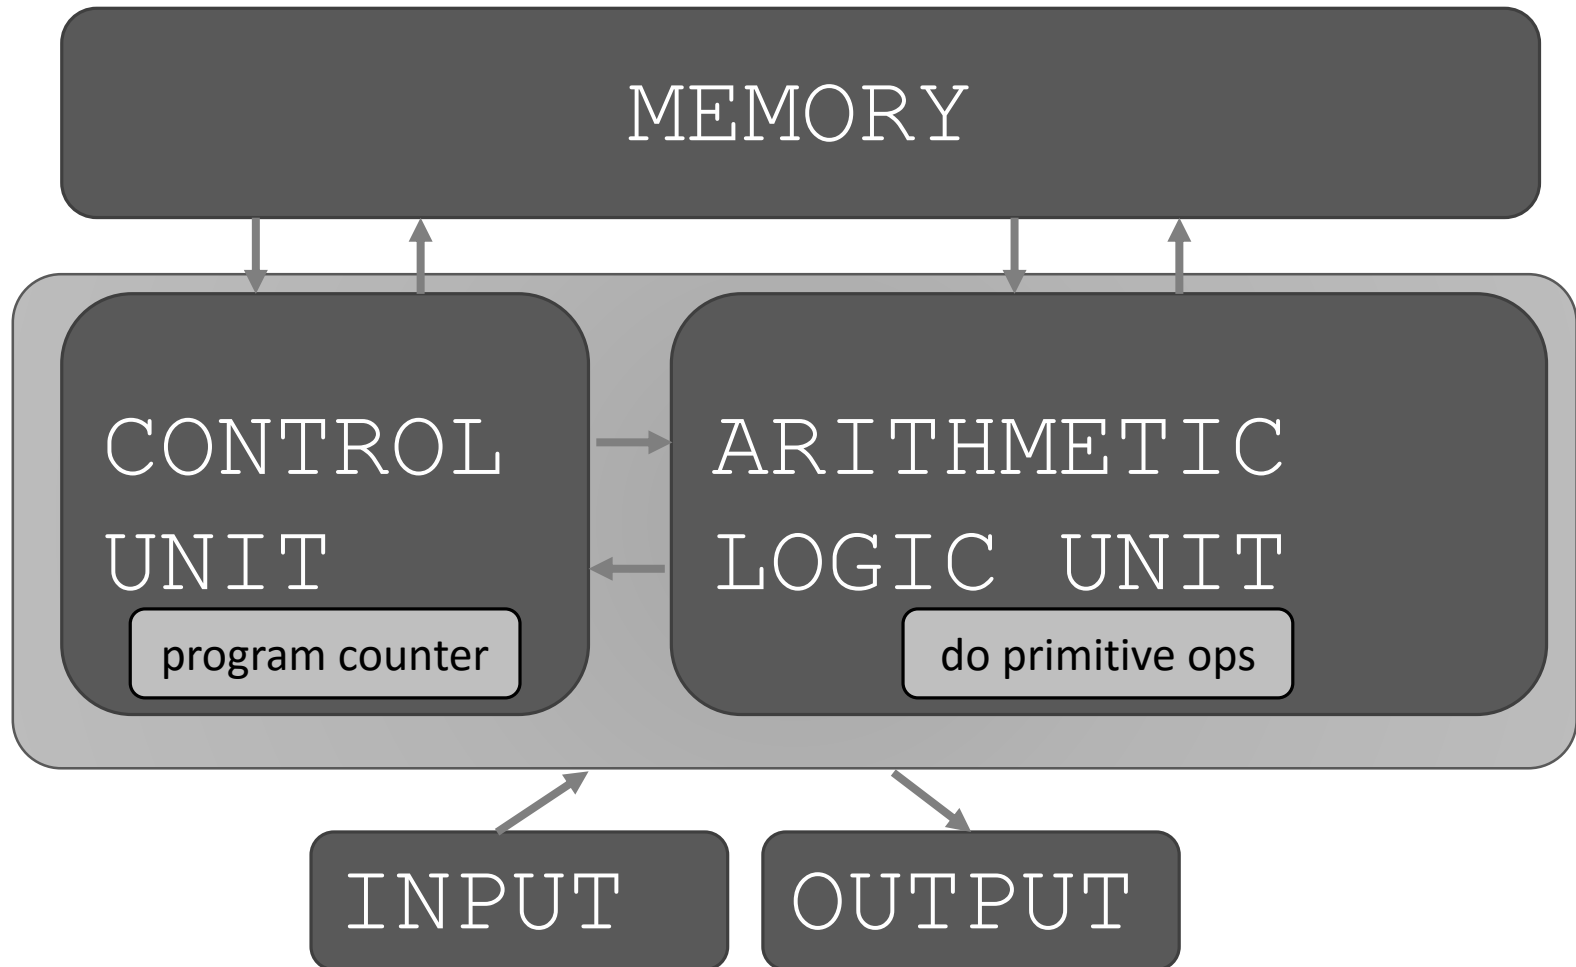 MEMORY
CONTROL
UNIT
program counter
ARITHMETIC
LOGIC UNIT
do primitive ops
INPUT
OUTPUT